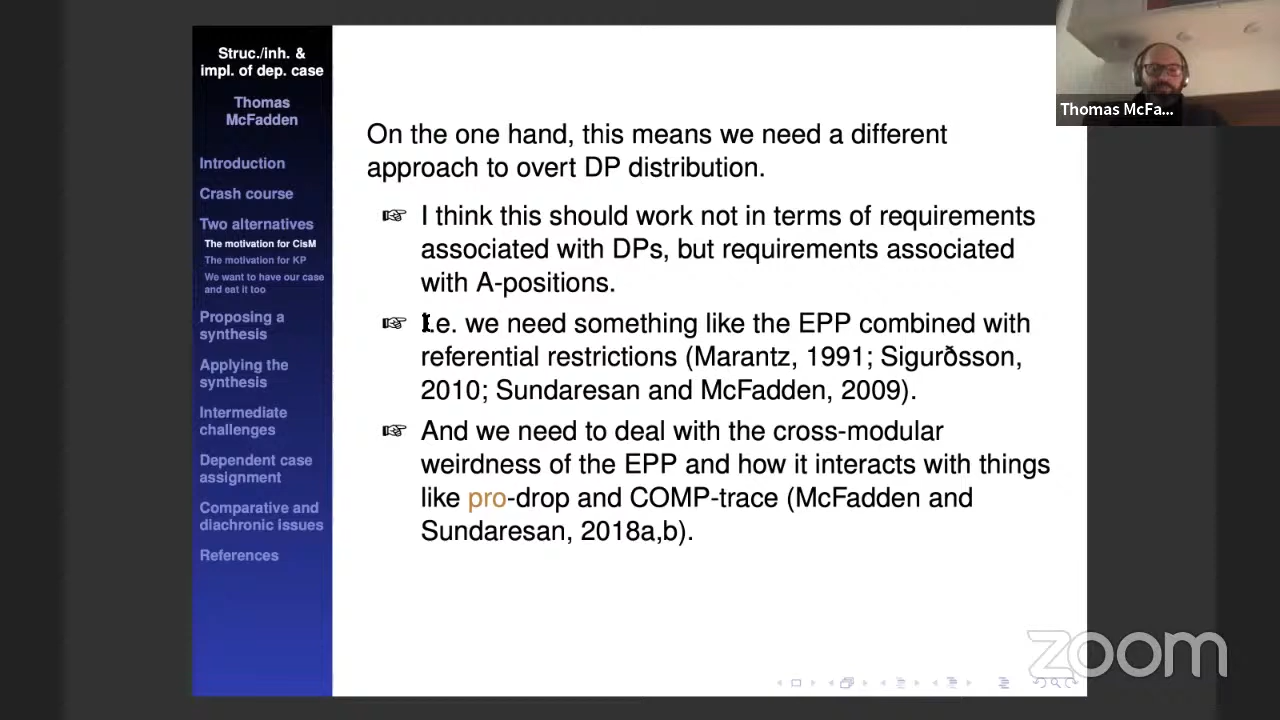 Struc./inh. &
impl. of dep. case
Thomas
McFadden
Introduction
Crash course
Two alternatives
The motivation for CisM
The motivation for KP
We want to have our case
and eat it too
Proposing a
synthesis
Applying the
synthesis
Intermediate
challenges
Dependent case
assignment
Comparative and
diachronic issues
References
On the one hand, this means we need a different
approach to overt DP distribution.
☞ I think this should work not in terms of requirements
associated with DPs, but requirements associated
with A-positions.
☞ I.e. we need something like the EPP combined with
referential restrictions (Marantz, 1991; Sigurðsson,
2010; Sundaresan and McFadden, 2009).
☞ And we need to deal with the cross-modular
weirdness of the EPP and how it interacts with things
like pro-drop and COMP-trace (McFadden and
Sundaresan, 2018a,b).
Thomas McFa...
zoom